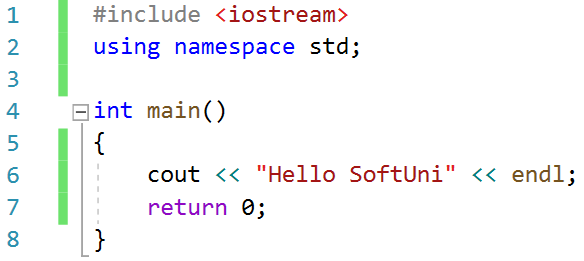 1 #include <iostream>
2 using namespace std;
3
4 int main()
5 {
6     cout << "Hello SoftUni" << endl;
7     return 0;
8 }